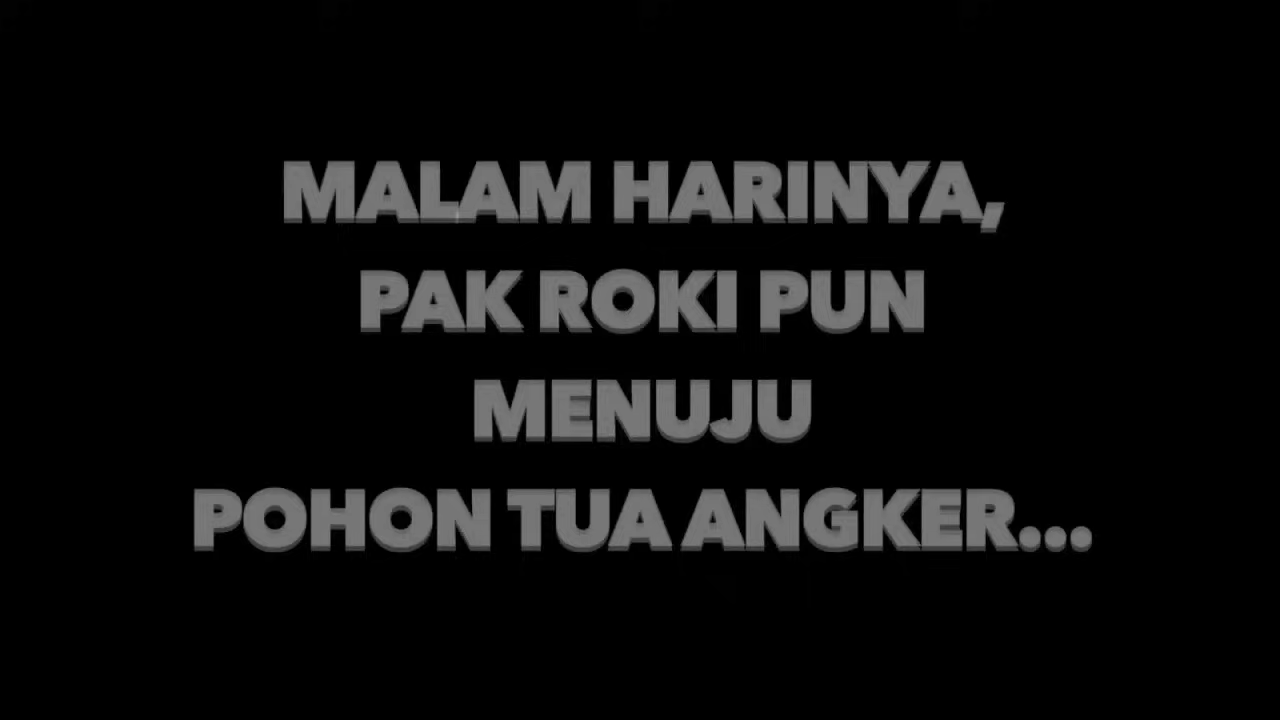 MALAM HARINYA,
PAK ROKI PUN
MENUJU
POHON TUA ANGKER...